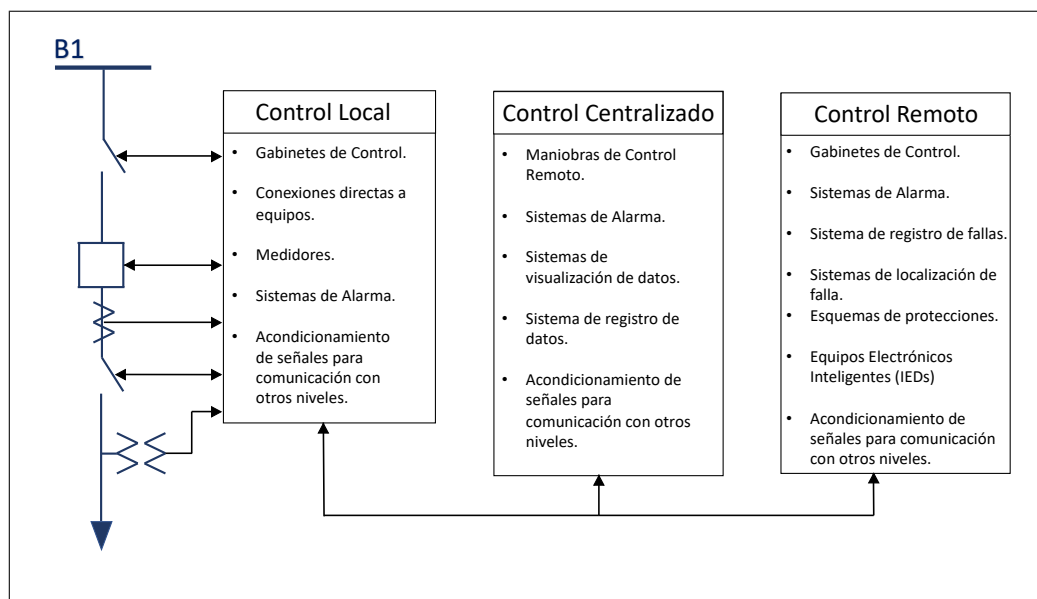 B1
Control Local
• Gabinetes de Control.
• Conexiones directas a
equipos.
• Medidores.
• Sistemas de Alarma.
• Acondicionamiento
de señales para
comunicación con
otros niveles.
Control Centralizado
• Maniobras de Control
Remoto.
• Sistemas de Alarma.
• Sistemas de
visualización de datos.
• Sistema de registro de
datos.
• Acondicionamiento de
señales para
comunicación con otros
niveles.
Control Remoto
• Gabinetes de Control.
• Sistemas de Alarma.
• Sistema de registro de fallas.
• Sistemas de localización de
falla.
• Esquemas de protecciones.
• Equipos Electrónicos
Inteligentes (IEDs)
• Acondicionamiento de
señales para comunicación
con otros niveles.